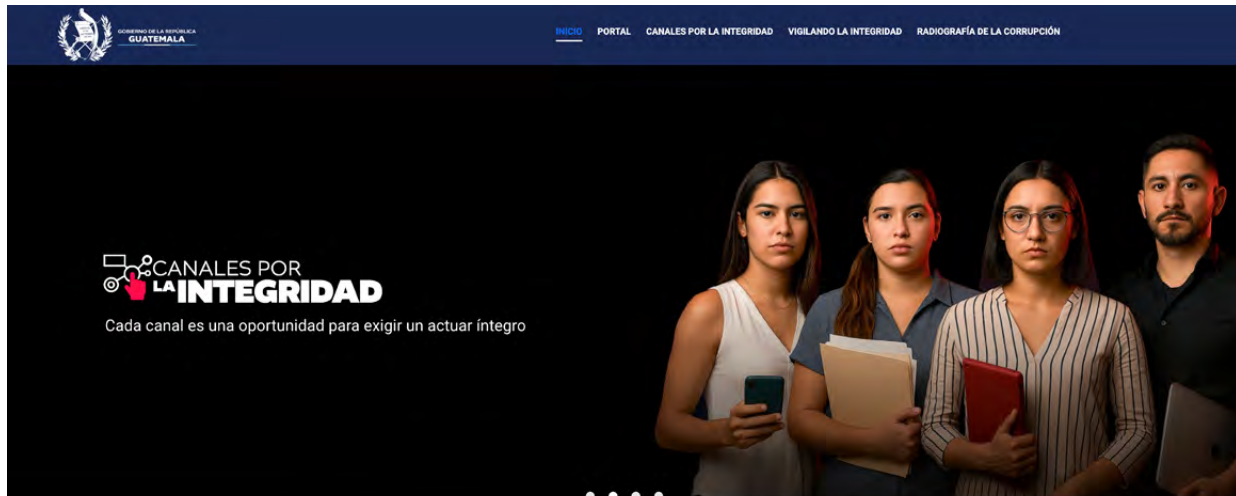 GOBIERNO DE LA REPÚBLICA
GUATEMALA
INICIO PORTAL CANALES POR LA INTEGRIDAD VIGILANDO LA INTEGRIDAD RADIOGRAFÍA DE LA CORRUPCIÓN
CANALES POR
LA INTEGRIDAD
Cada canal es una oportunidad para exigir un actuar íntegro